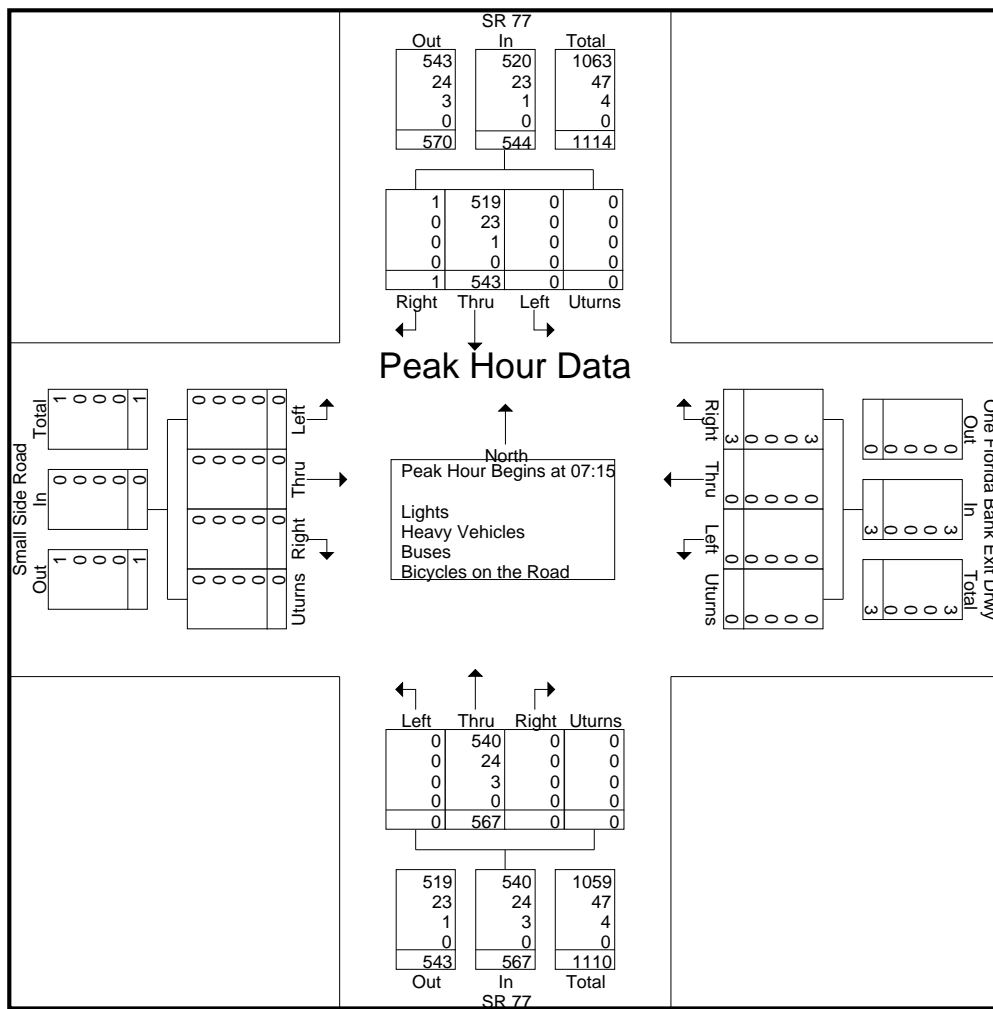 SR 77
Out In Total
543 520 1063
24 23 47
3 1 4
0 0 0
570 544 1114
1 519 0 0
0 23 0 0
0 1 0 0
0 0 0 0
1 543 0 0
Right Thru Left Uturns
Peak Hour Data
Small Side Road
Out In Total
1 0 1
0 0 0
0 0 0
0 0 0
1 0 1
0 0 0 0
0 0 0 0
0 0 0 0
0 0 0 0
0 0 0 0
Uturns Right Thru Left
North
Peak Hour Begins at 07:15
Lights
Heavy Vehicles
Buses
Bicycles on the Road
One Florida Bank Exit Drwy
Out In Total
0 3 3
0 0 0
0 0 0
0 0 0
0 3 3
3 0 0 0
0 0 0 0
0 0 0 0
0 0 0 0
3 0 0 0
Right Thru Left Uturns
Left Thru Right Uturns
0 540 0 0
0 24 0 0
0 3 0 0
0 0 0 0
0 567 0 0
519 540 1059
23 24 47
1 3 4
0 0 0
543 567 1110
Out In Total
SR 77